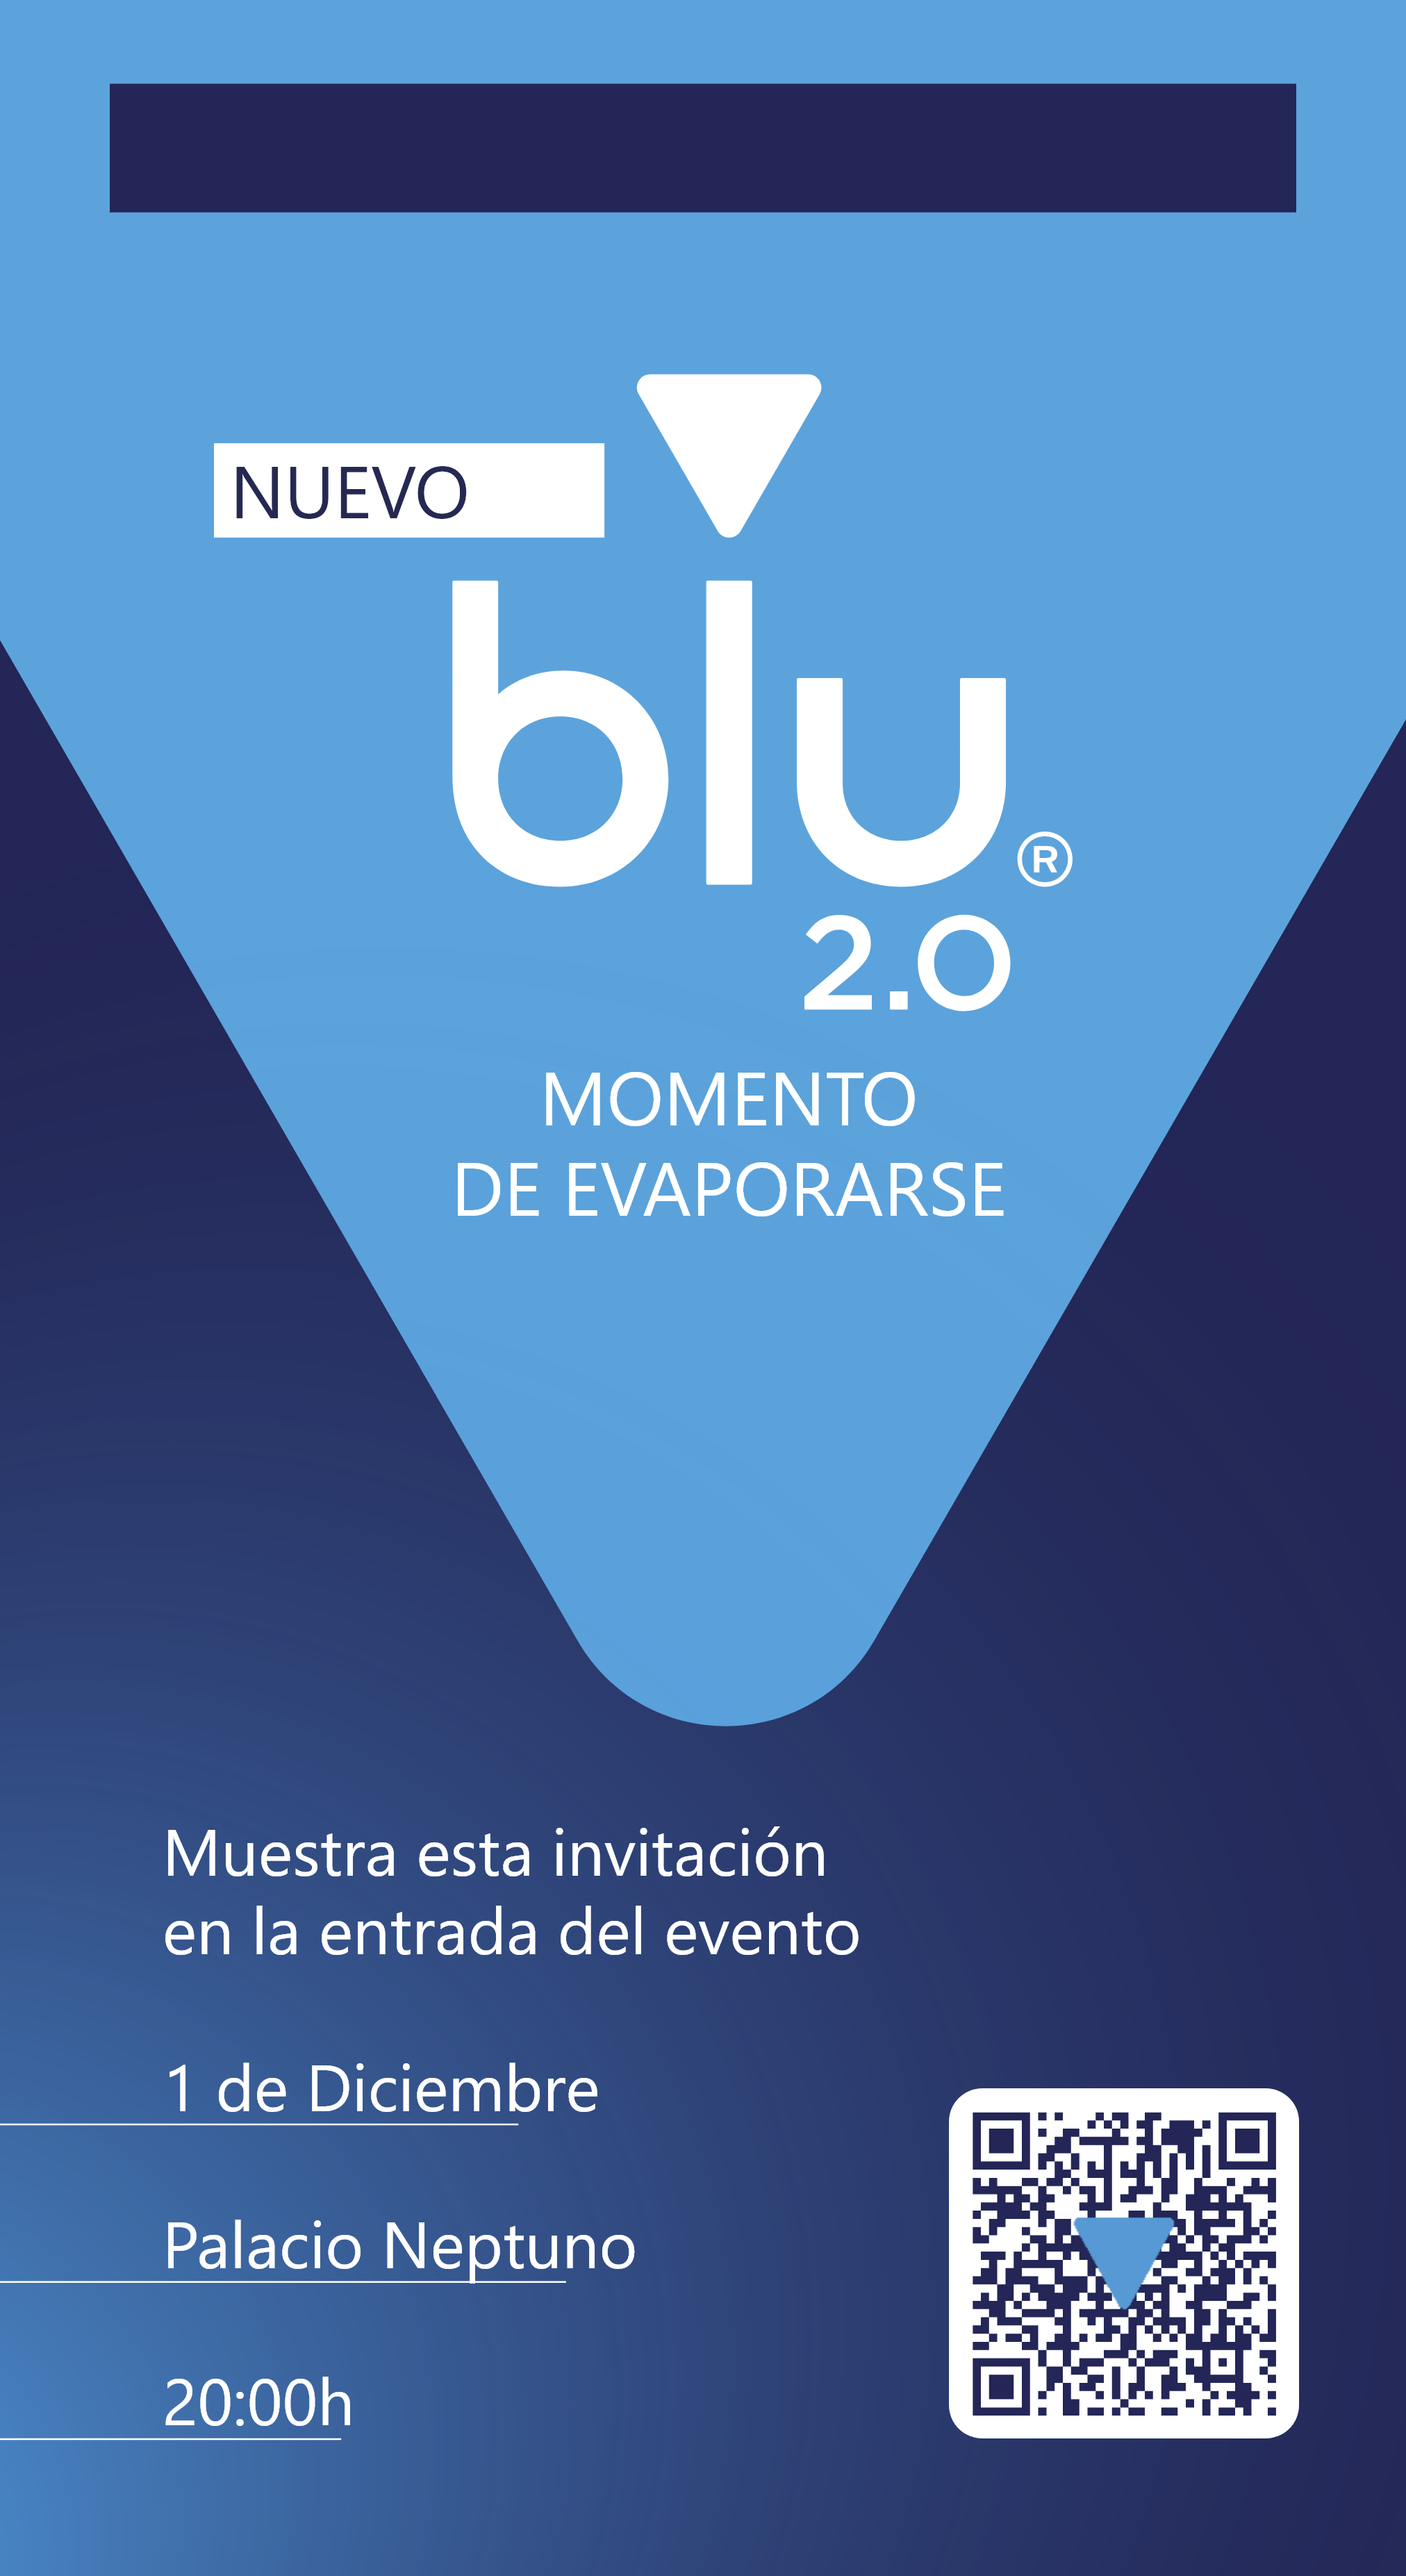 NUEVO
blu®
2.0
MOMENTO
DE EVAPORARSE
Muestra esta invitación
en la entrada del evento
1 de Diciembre
Palacio Neptuno
20:00h